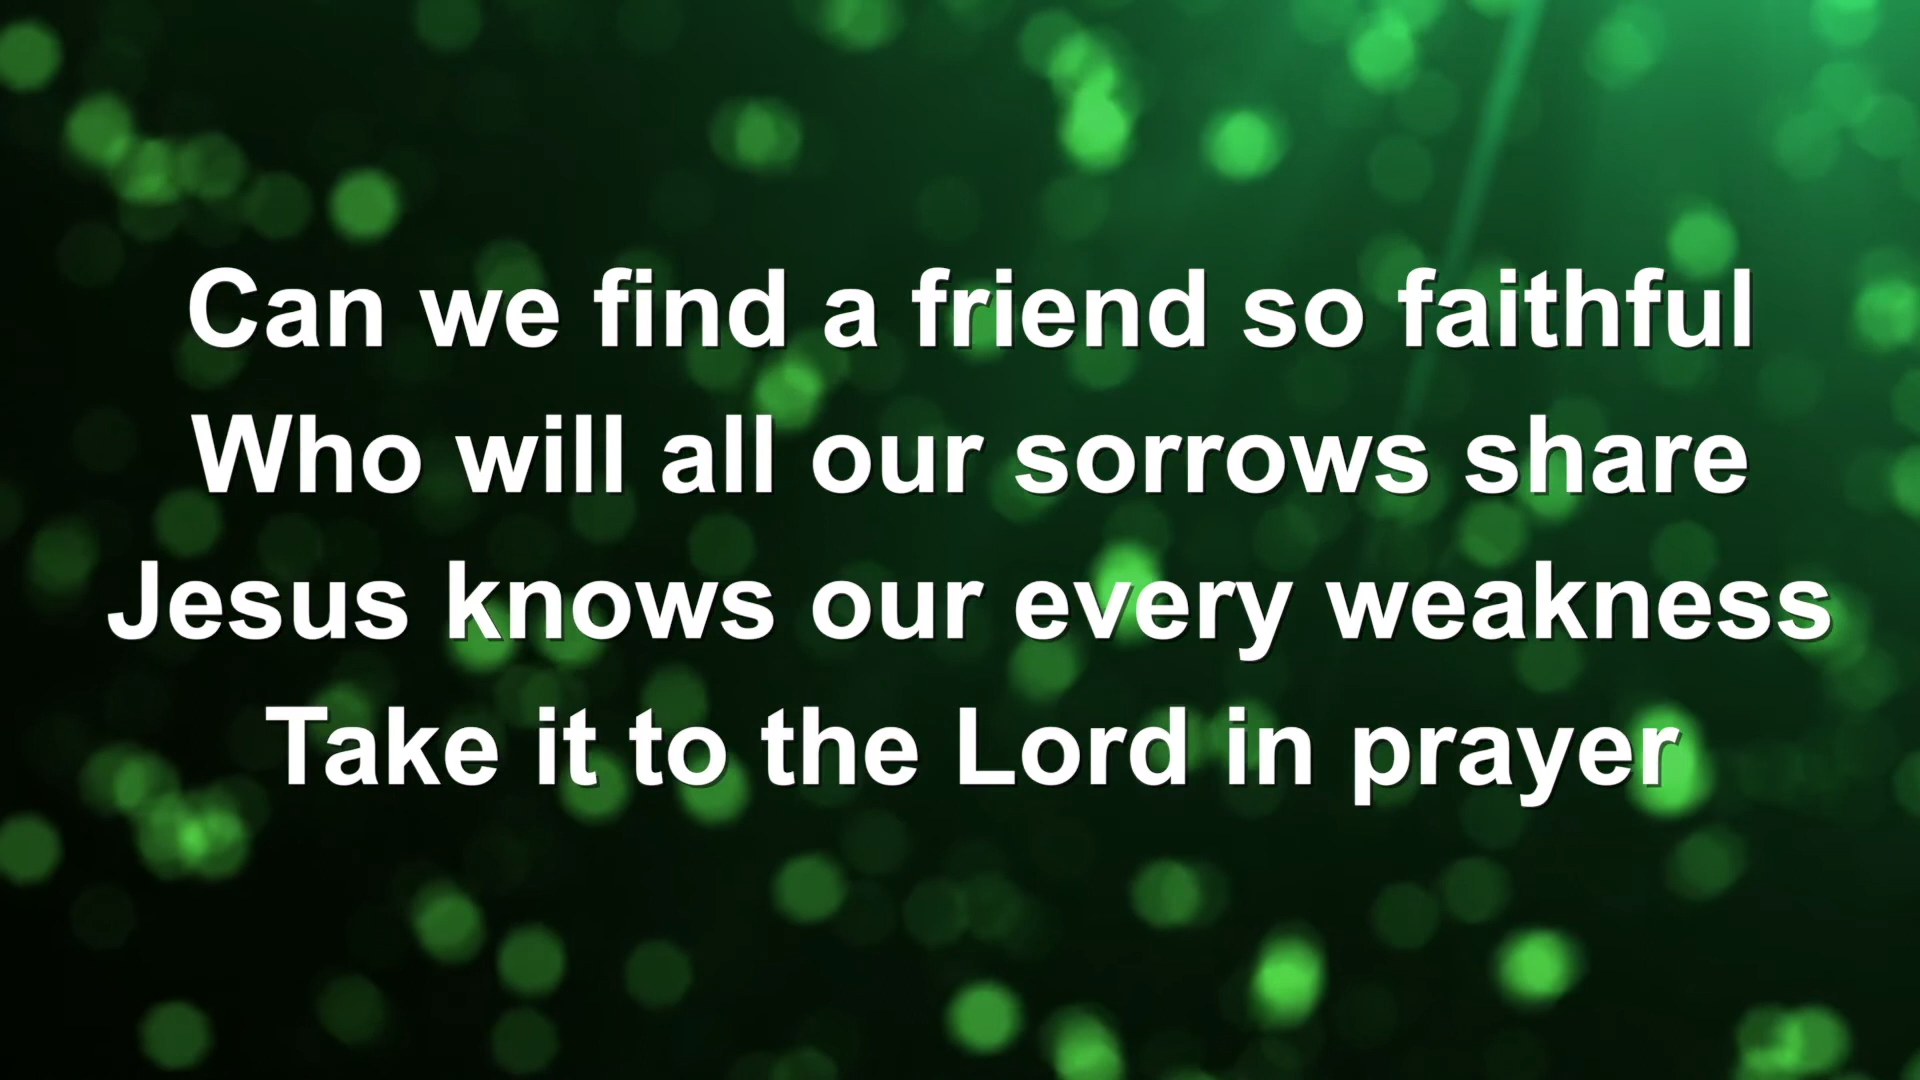 Can we find a friend so faithful
Who will all our sorrows share
Jesus knows our every weakness
Take it to the Lord in prayer